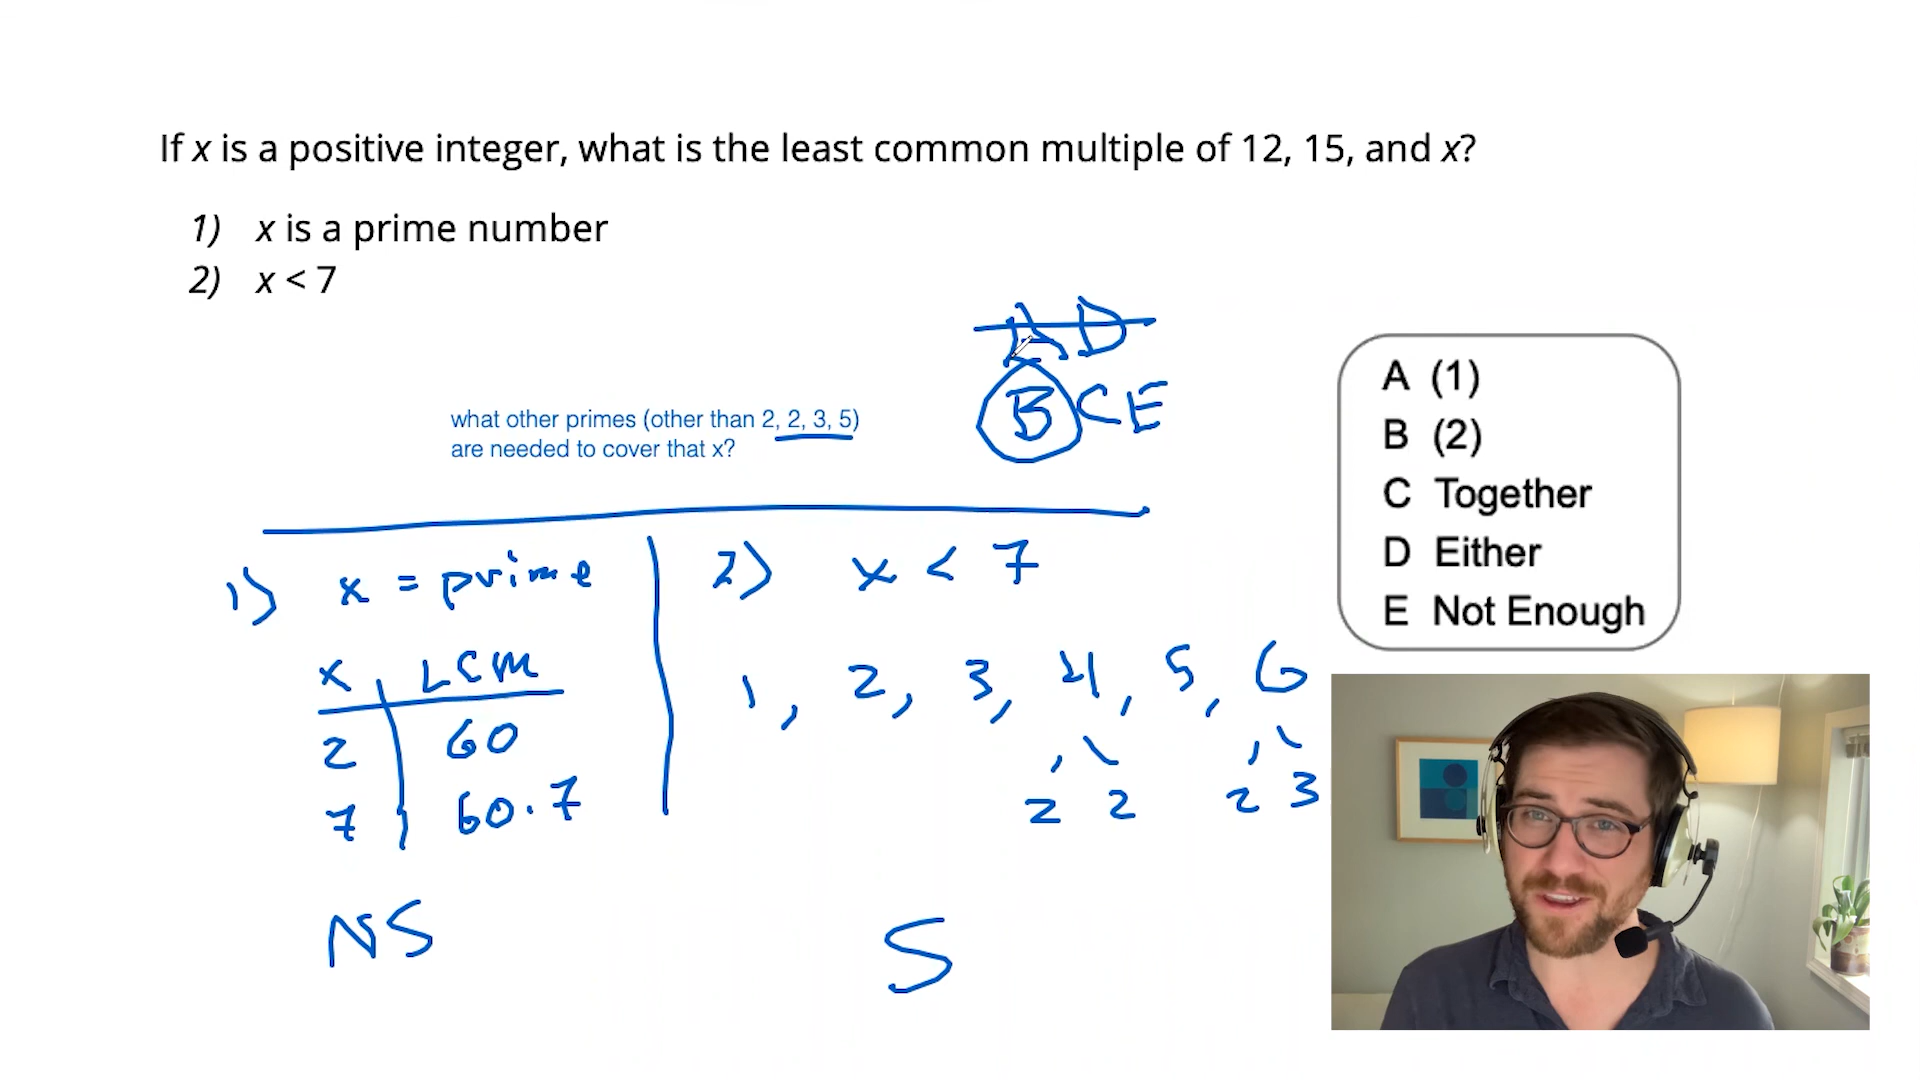 If x is a positive integer, what is the least common multiple of 12, 15, and x?
1) x is a prime number
2) x < 7
A D
B C E
A (1)
B (2)
C Together
D Either
E Not Enough
what other primes (other than 2, 2, 3, 5)
are needed to cover that x?
1) x = prime
x LCM
2 60
7 60·7
NS
2) x < 7
1, 2, 3, 4, 5, 6
2 2 2 3
S